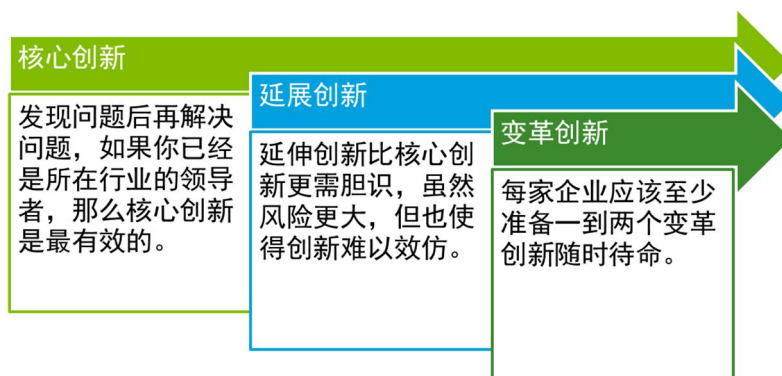 核心创新
发现问题后再解决
问题，如果你已经
是所在行业的领导
者，那么核心创新
是最有效的。
延展创新
延伸创新比核心创
新更需胆识，虽然
风险更大，但也使
得创新难以效仿。
变革创新
每家企业应该至少
准备一到两个变革
创新随时待命。